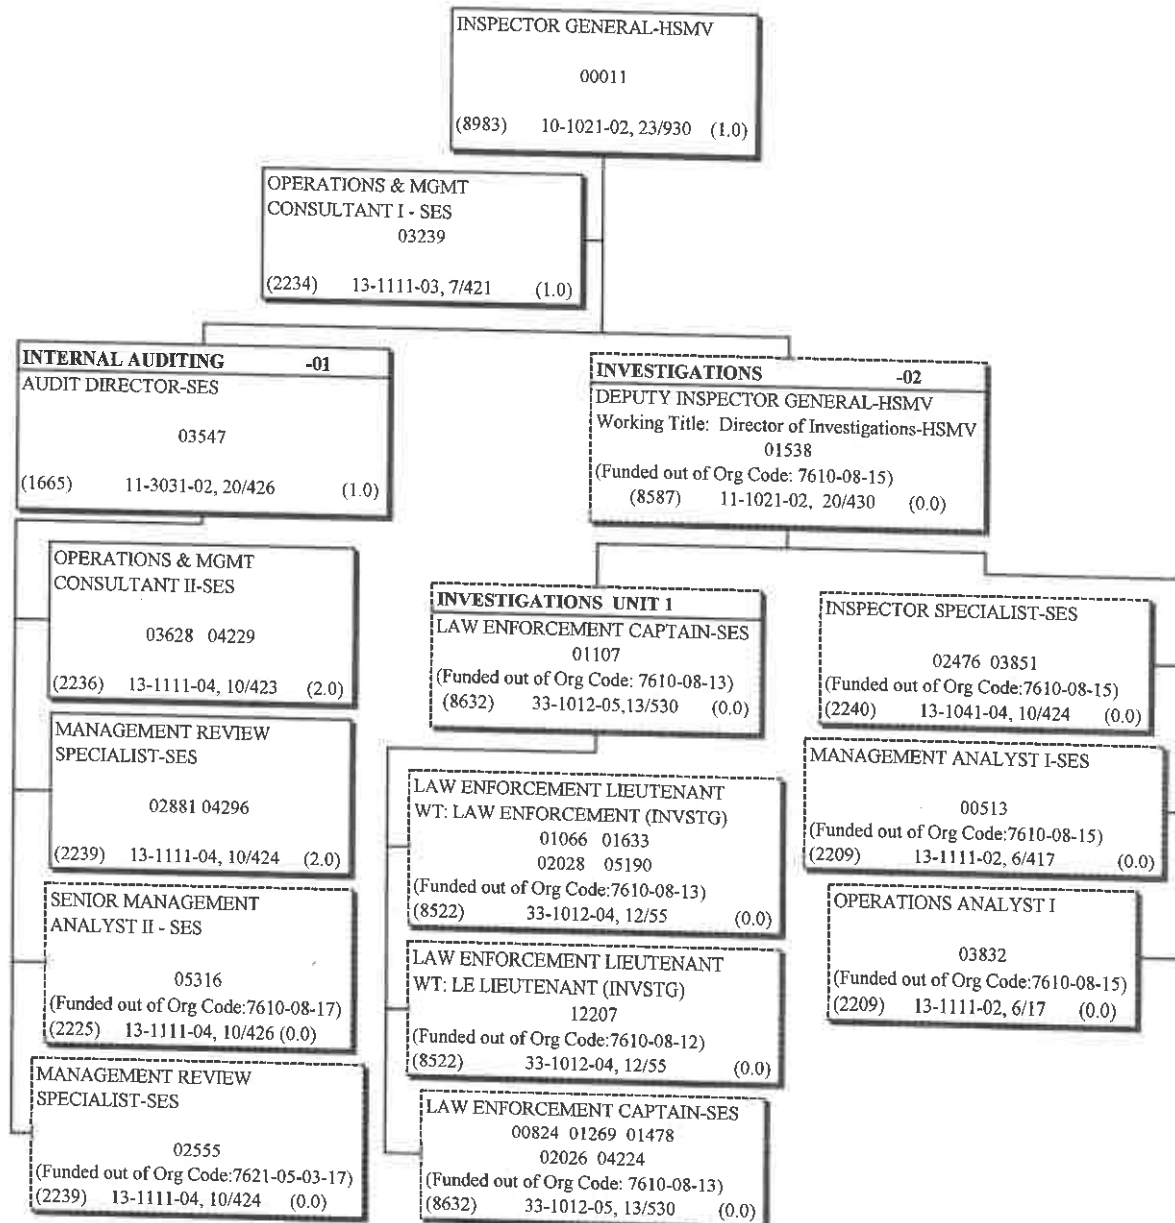 INSPECTOR GENERAL-HSMV
00011
(8983) 10-1021-02, 23/930 (1.0)
OPERATIONS & MGMT
CONSULTANT I - SES
03239
(2234) 13-1111-03, 7/421 (1.0)
INTERNAL AUDITING -01
AUDIT DIRECTOR-SES
03547
(1665) 11-3031-02, 20/426 (1.0)
OPERATIONS & MGMT
CONSULTANT II-SES
03628 04229
(2236) 13-1111-04, 10/423 (2.0)
MANAGEMENT REVIEW
SPECIALIST-SES
02881 04296
(2239) 13-1111-04, 10/424 (2.0)
SENIOR MANAGEMENT
ANALYST II - SES
05316
(Funded out of Org Code:7610-08-17)
(2225) 13-1111-04, 10/426 (0.0)
MANAGEMENT REVIEW
SPECIALIST-SES
02555
(Funded out of Org Code:7621-05-03-17)
(2239) 13-1111-04, 10/424 (0.0)
INVESTIGATIONS -02
DEPUTY INSPECTOR GENERAL-HSMV
Working Title: Director of Investigations-HSMV
01538
(Funded out of Org Code: 7610-08-15)
(8587) 11-1021-02, 20/430 (0.0)
INVESTIGATIONS UNIT 1
LAW ENFORCEMENT CAPTAIN-SES
01107
(Funded out of Org Code: 7610-08-13)
(8632) 33-1012-05,13/530 (0.0)
LAW ENFORCEMENT LIEUTENANT
WT: LAW ENFORCEMENT (INVSTG)
01066 01633
02028 05190
(Funded out of Org Code:7610-08-13)
(8522) 33-1012-04, 12/55 (0.0)
LAW ENFORCEMENT LIEUTENANT
WT: LE LIEUTENANT (INVSTG)
12207
(Funded out of Org Code:7610-08-12)
(8522) 33-1012-04, 12/55 (0.0)
LAW ENFORCEMENT CAPTAIN-SES
00824 01269 01478
02026 04224
(Funded out of Org Code: 7610-08-13)
(8632) 33-1012-05, 13/530 (0.0)
INSPECTOR SPECIALIST-SES
02476 03851
(Funded out of Org Code:7610-08-15)
(2240) 13-1041-04, 10/424 (0.0)
MANAGEMENT ANALYST I-SES
00513
(Funded out of Org Code:7610-08-15)
(2209) 13-1111-02, 6/417 (0.0)
OPERATIONS ANALYST I
03832
(Funded out of Org Code:7610-08-15)
(2209) 13-1111-02, 6/17 (0.0)